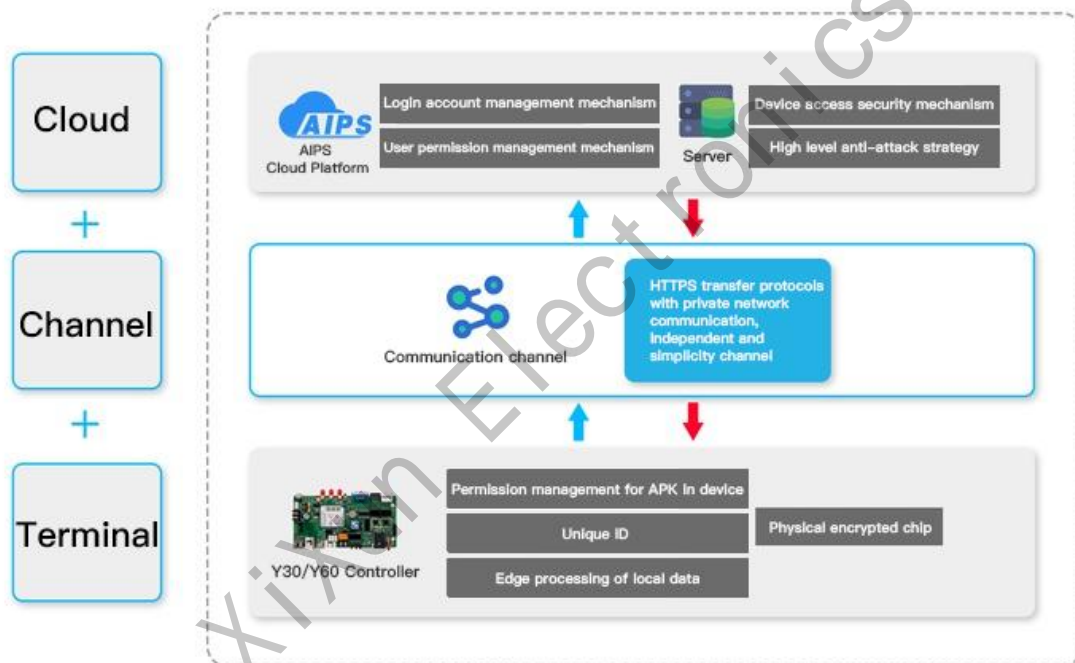 Cloud
+
Channel
+
Terminal
AIPS
AIPS
Cloud Platform
Login account management mechanism
User permission management mechanism
Server
Device access security mechanism
High level anti-attack strategy
Communication channel
HTTPS transfer protocols
with private network
communication,
Independent and
simplicity channel
Y30/Y60 Controller
Permission management for APK in device
Unique ID
Edge processing of local data
Physical encrypted chip
XiXun Electronics